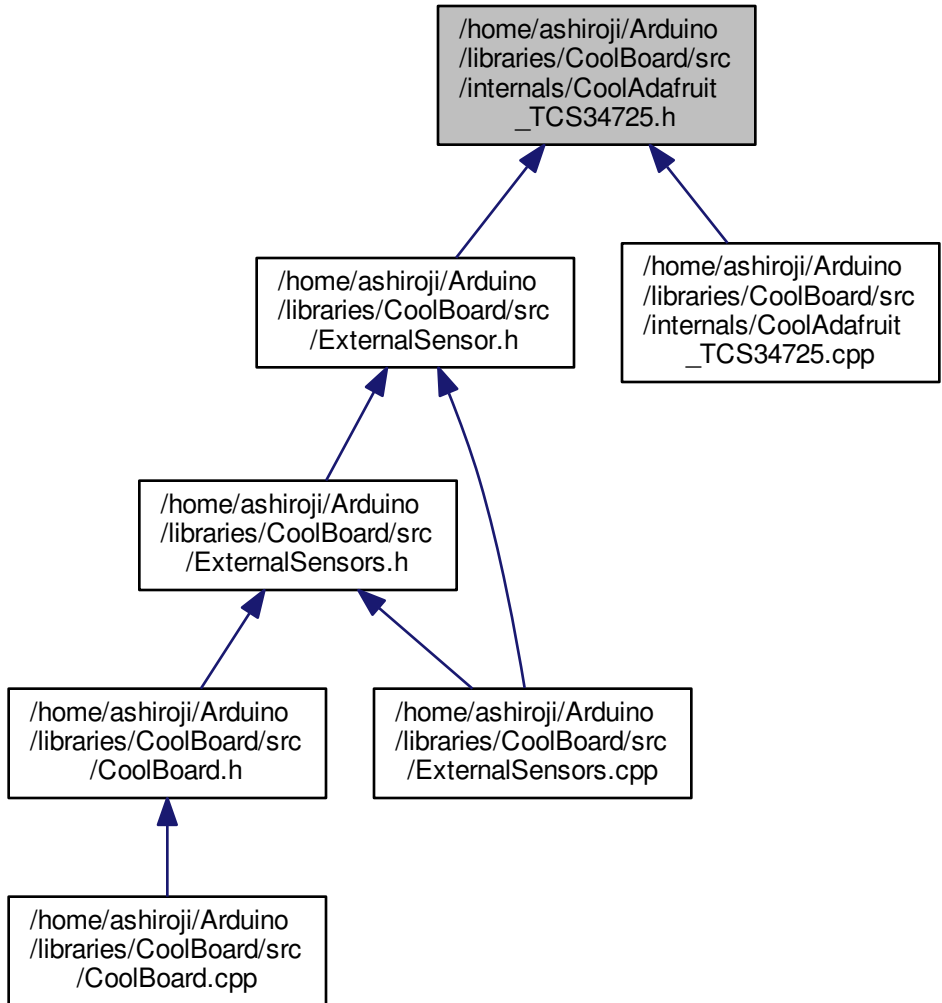 /home/ashiroji/Arduino
/libraries/CoolBoard/src
/internals/CoolAdafruit
_TCS34725.h
/home/ashiroji/Arduino
/libraries/CoolBoard/src
/ExternalSensor.h
/home/ashiroji/Arduino
/libraries/CoolBoard/src
/internals/CoolAdafruit
_TCS34725.cpp
/home/ashiroji/Arduino
/libraries/CoolBoard/src
/ExternalSensors.h
/home/ashiroji/Arduino
/libraries/CoolBoard/src
/CoolBoard.h
/home/ashiroji/Arduino
/libraries/CoolBoard/src
/ExternalSensors.cpp
/home/ashiroji/Arduino
/libraries/CoolBoard/src
/CoolBoard.cpp